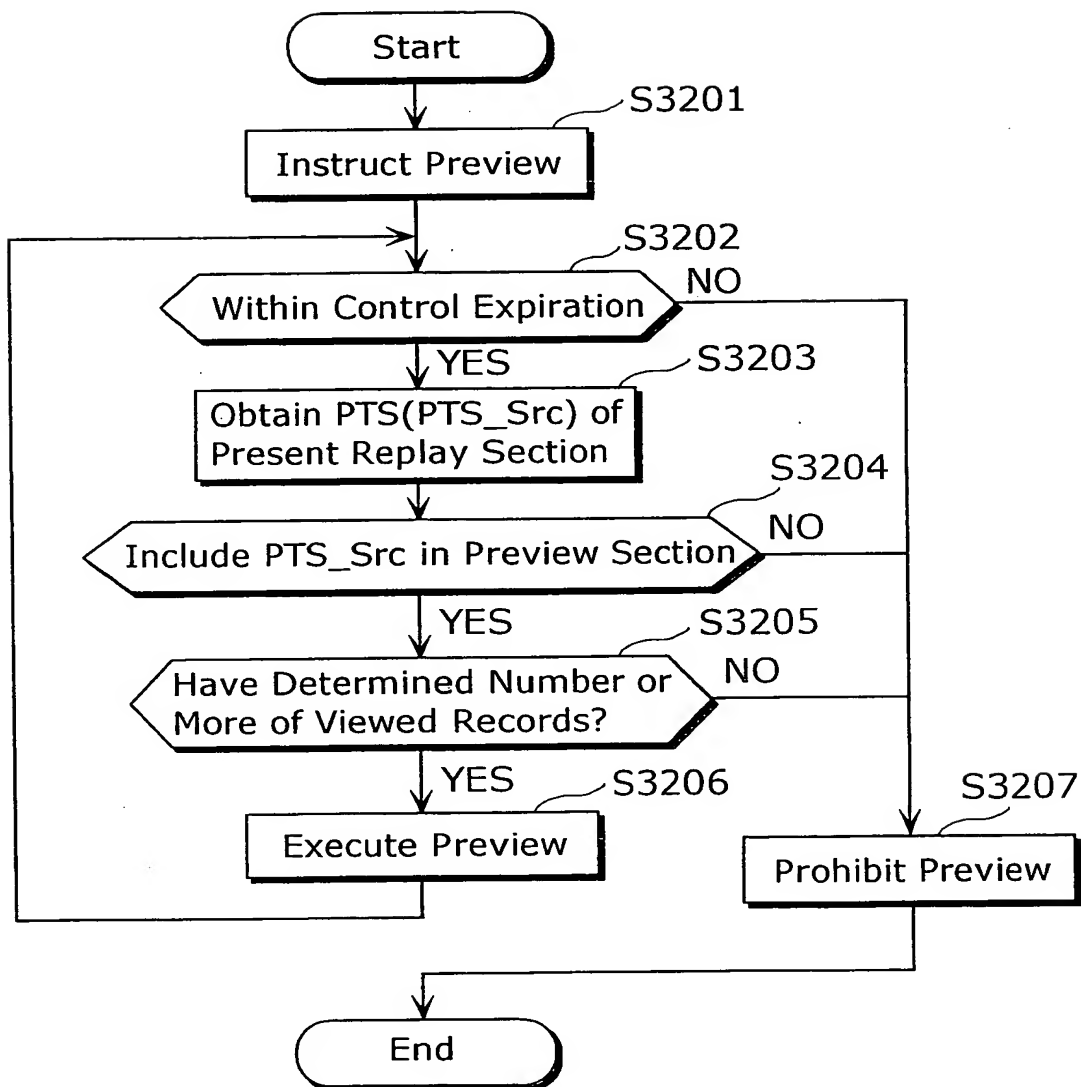 Start
S3201
Instruct Preview
S3202
Within Control Expiration
NO
YES
S3203
Obtain PTS(PTS_Src) of
Present Replay Section
S3204
Include PTS_Src in Preview Section
NO
YES
S3205
Have Determined Number or
More of Viewed Records?
NO
YES
S3206
Execute Preview
S3207
Prohibit Preview
End